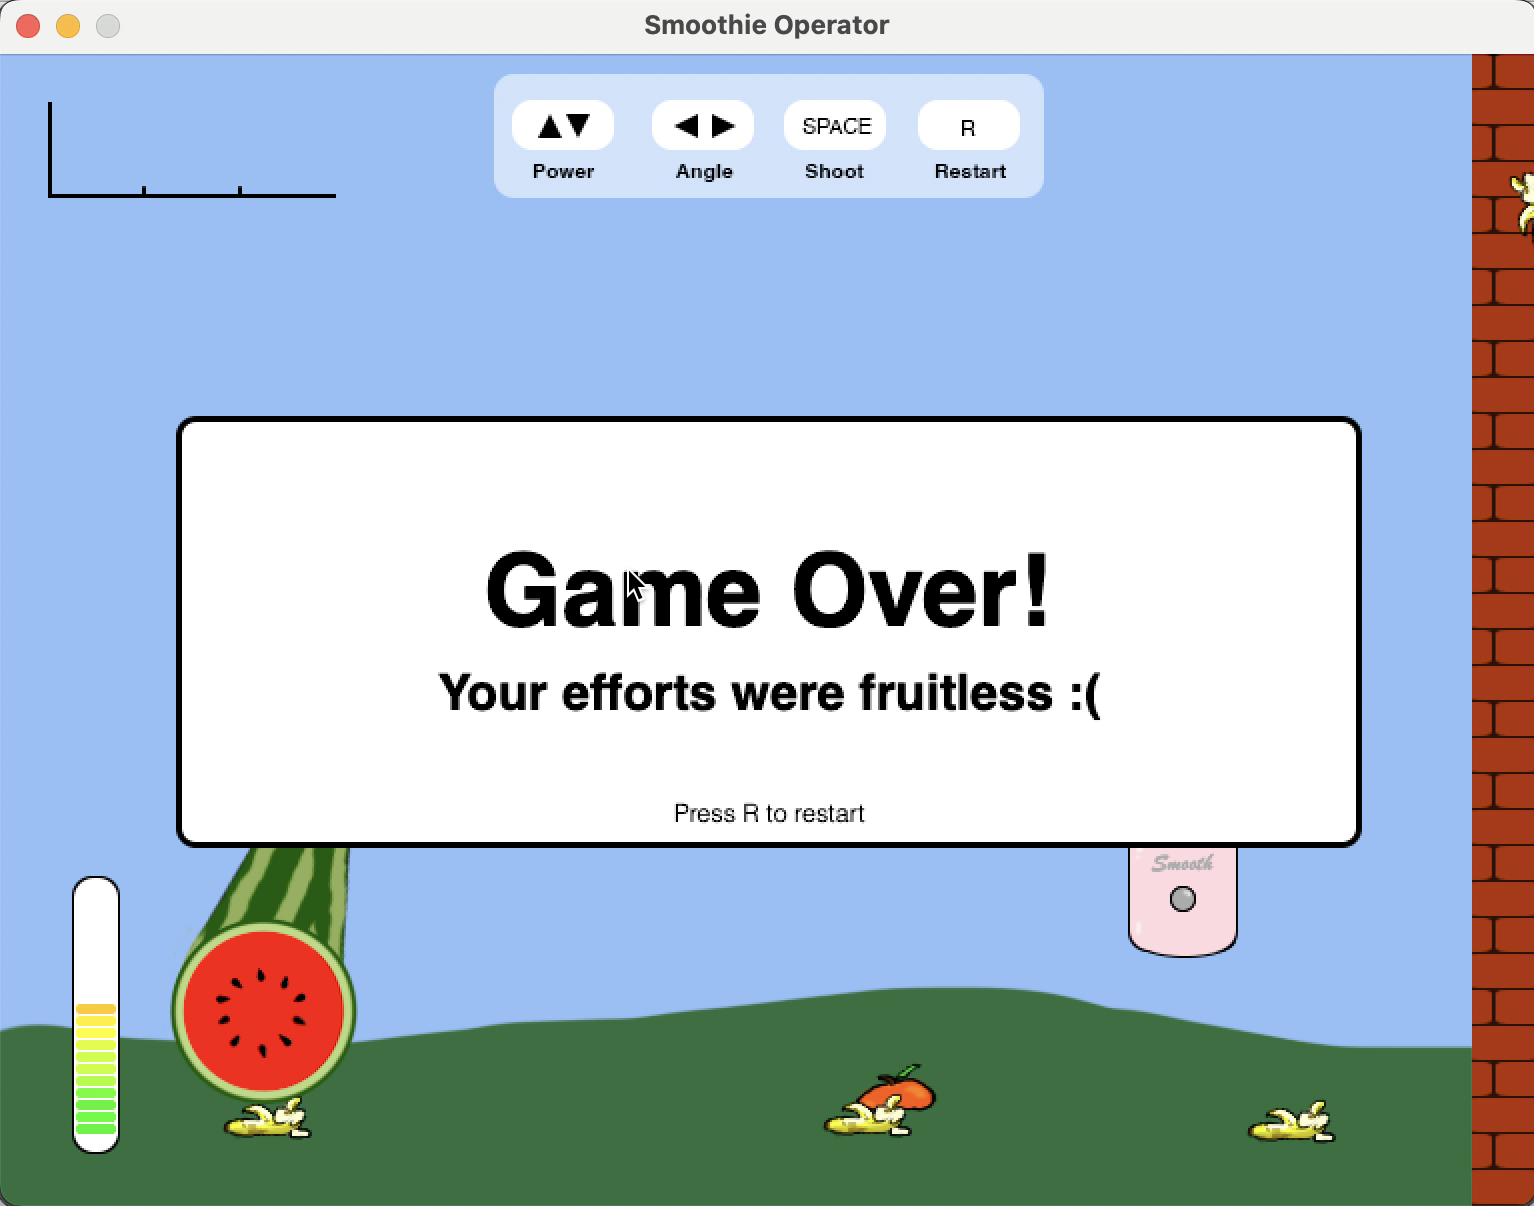 Smoothie Operator
SPACE
R
Power
Angle
Shoot
Restart
Game Over!
Your efforts were fruitless :(
Press R to restart
Smooth